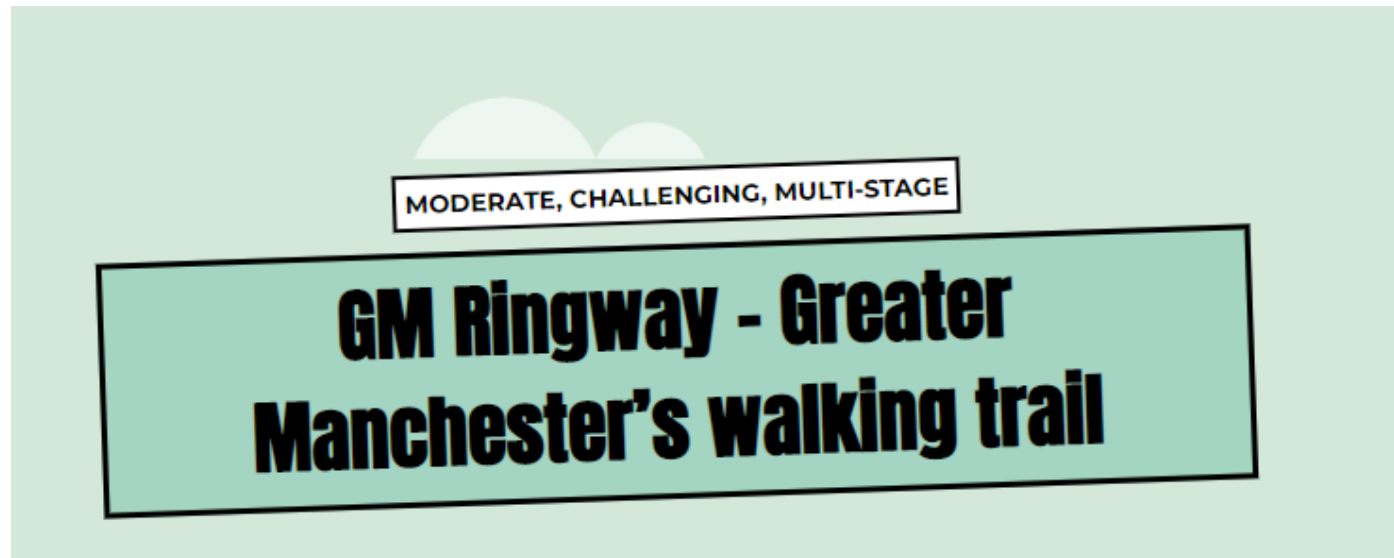 MODERATE, CHALLENGING, MULTI-STAGE
GM Ringway - Greater
Manchester’s walking trail